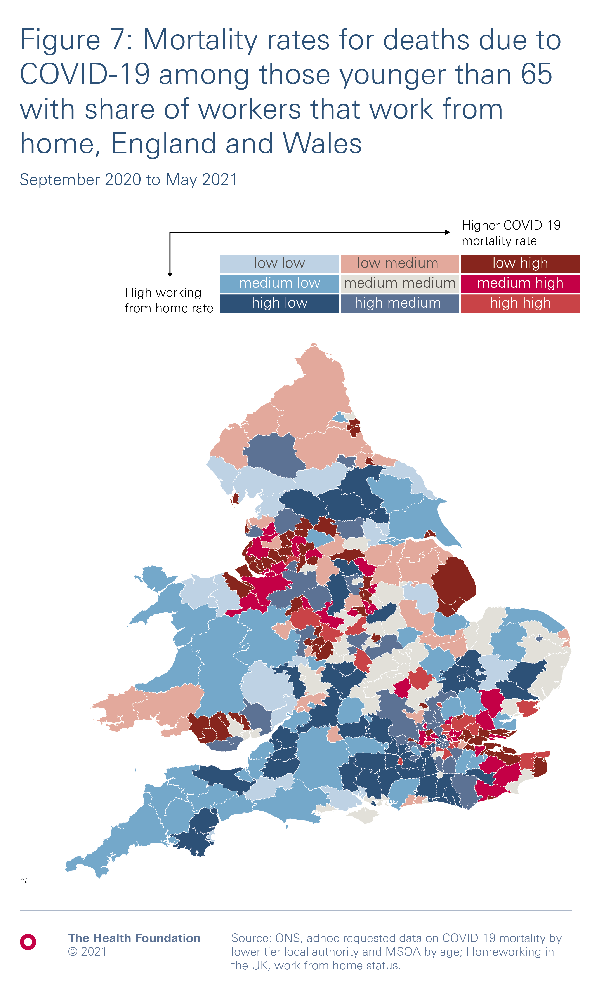 Figure 7: Mortality rates for deaths due to
COVID-19 among those younger than 65
with share of workers that work from
home, England and Wales
September 2020 to May 2021
Higher COVID-19
mortality rate
low low
low medium
low high
medium low
medium medium
medium high
High working
from home rate
high low
high medium
high high
The Health Foundation
© 2021
Source: ONS, adhoc requested data on COVID-19 mortality by
lower tier local authority and MSOA by age; Homeworking in
the UK, work from home status.